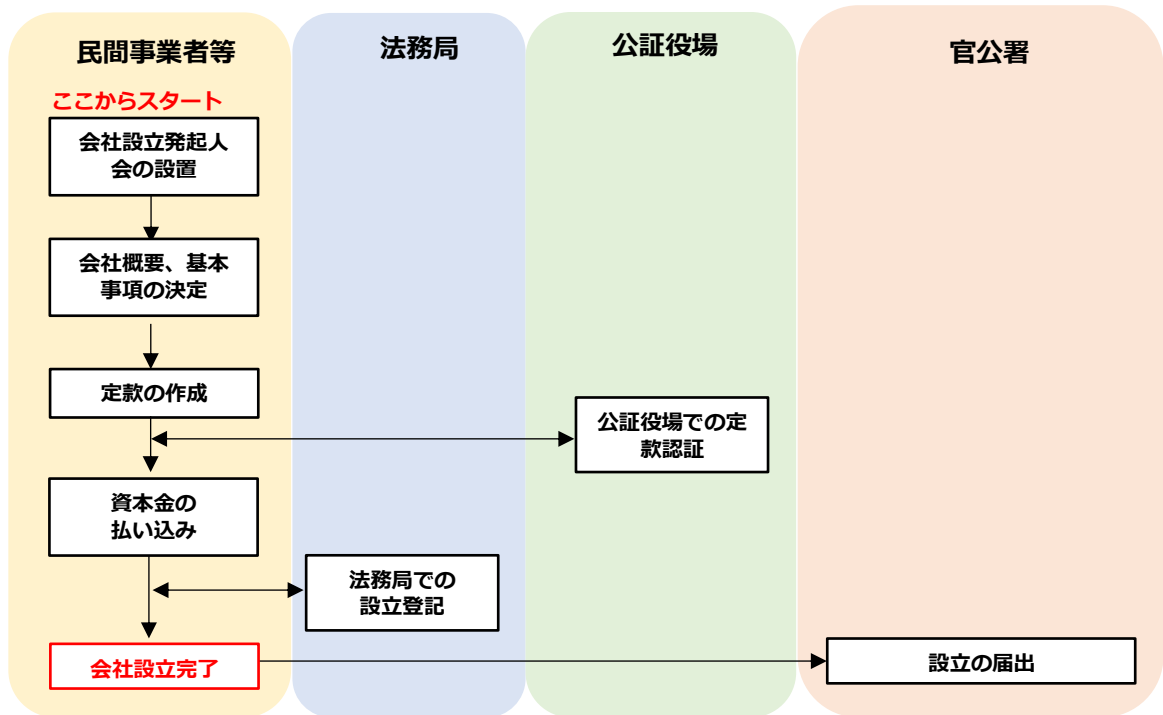 民間事業者等
法務局
公証役場
官公署
ここからスタート
会社設立発起人
会の設置
会社概要、基本
事項の決定
定款の作成
公証役場での定
款認証
資本金の
払い込み
法務局での
設立登記
会社設立完了
設立の届出